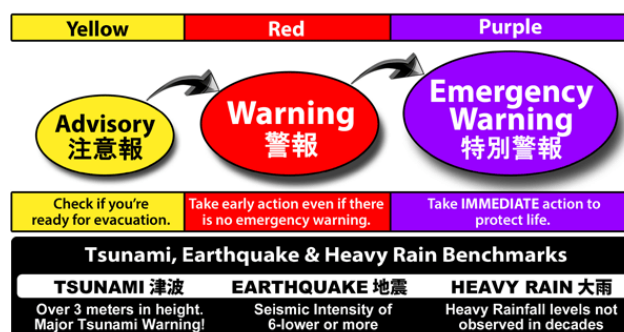 Yellow
Red
Purple
Advisory
注意報
Warning
警報
Emergency
Warning
特別警報
Check if you're
ready for evacuation.
Take early action even if there
is no emergency warning.
Take IMMEDIATE action to
protect life.
Tsunami, Earthquake & Heavy Rain Benchmarks
TSUNAMI 津波
EARTHQUAKE 地震
HEAVY RAIN 大雨
Over 3 meters in height.
Major Tsunami Warning!
Seismic Intensity of
6-lower or more
Heavy Rainfall levels not
observed in decades